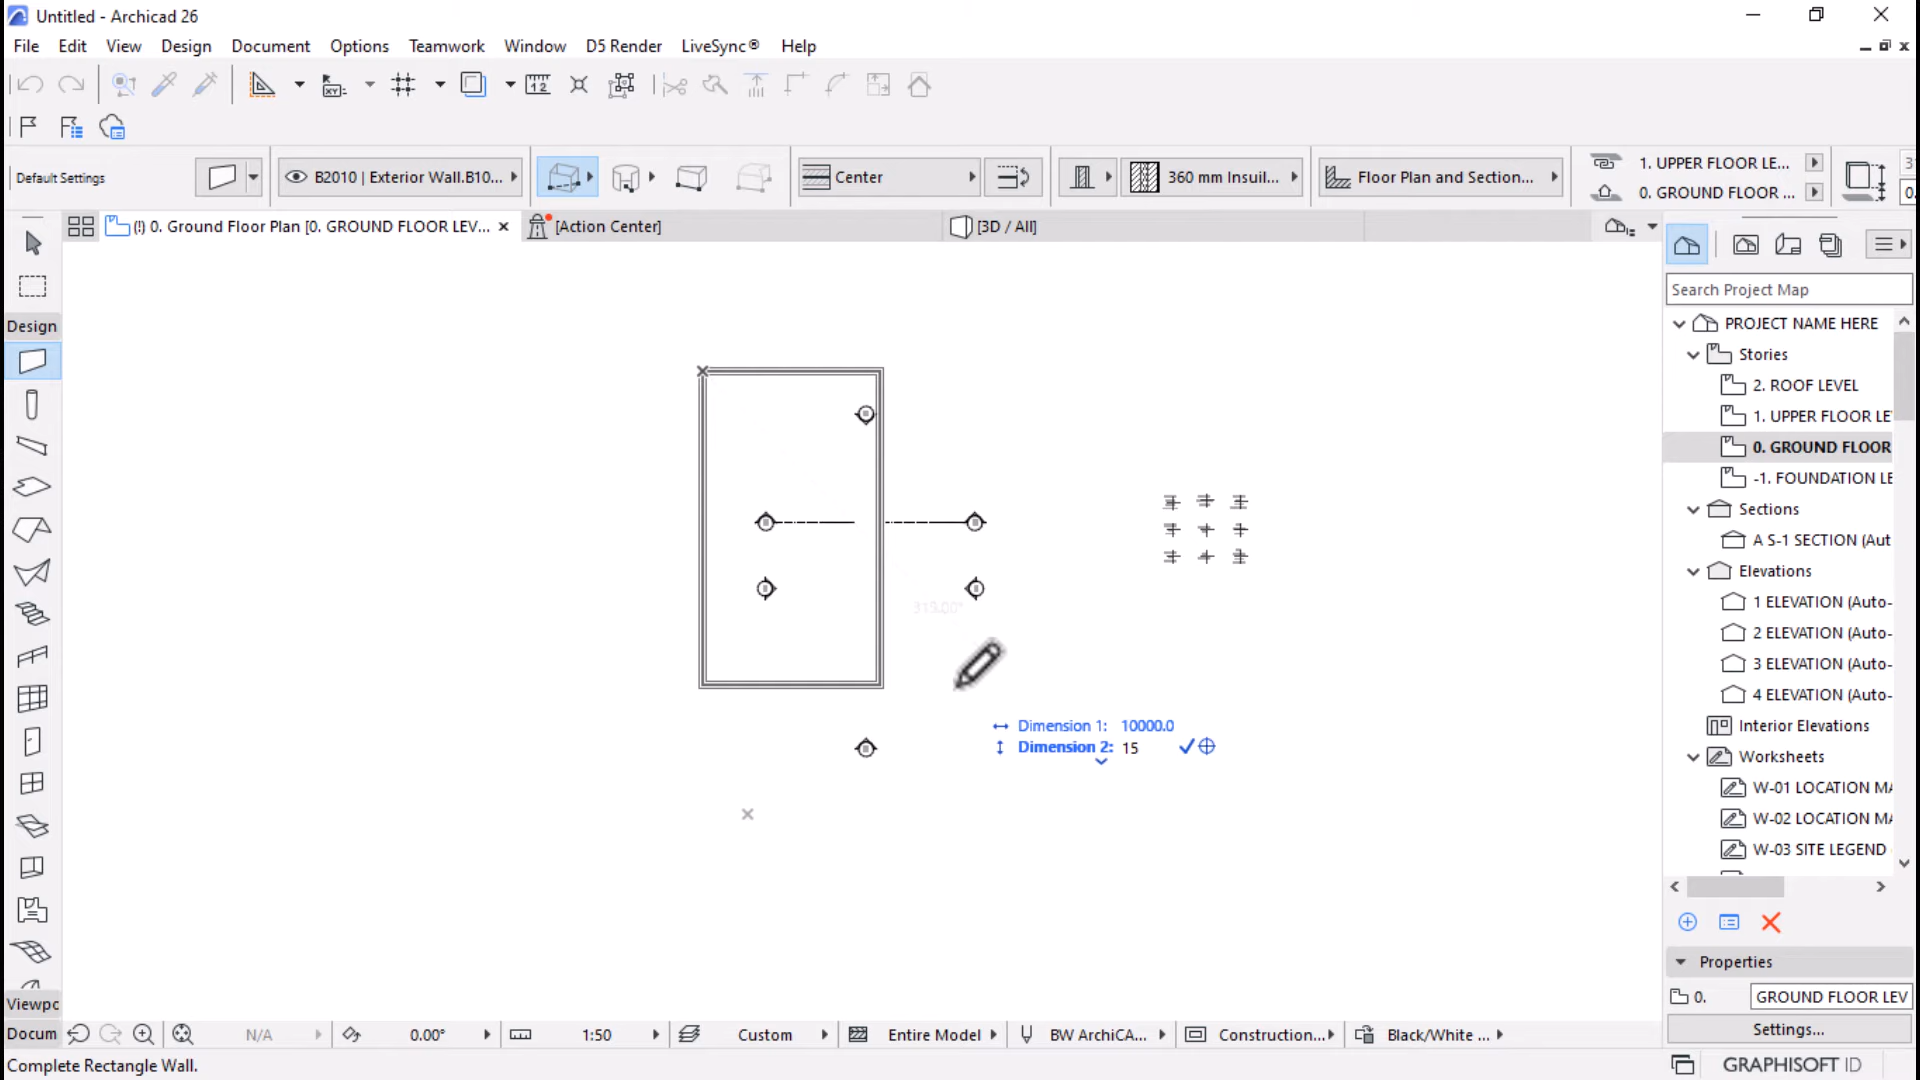 Untitled - Archicad 26
File Edit View Design Document Options Teamwork Window D5 Render LiveSync® Help
Default Settings
B2010 | Exterior Wall.B10...
Center
360 mm Insuil...
Floor Plan and Section...
1. UPPER FLOOR LE...
0. GROUND FLOOR ...
0.
(!) 0. Ground Floor Plan [0. GROUND FLOOR LEV...
[Action Center]
[3D / All]
Search Project Map
Design
PROJECT NAME HERE
Stories
2. ROOF LEVEL
1. UPPER FLOOR LE
0. GROUND FLOOR
-1. FOUNDATION LE
Sections
A S-1 SECTION (Aut
Elevations
1 ELEVATION (Auto-
2 ELEVATION (Auto-
3 ELEVATION (Auto-
4 ELEVATION (Auto-
Interior Elevations
Worksheets
W-01 LOCATION MA
W-02 LOCATION MA
W-03 SITE LEGEND
Dimension 1: 10000.0
Dimension 2: 15
Properties
0. GROUND FLOOR LEV
Settings...
Viewpc
Docum
N/A
0.00°
1:50
Custom
Entire Model
BW ArchiCA...
Construction...
Black/White ...
Complete Rectangle Wall.
GRAPHISOFT ID